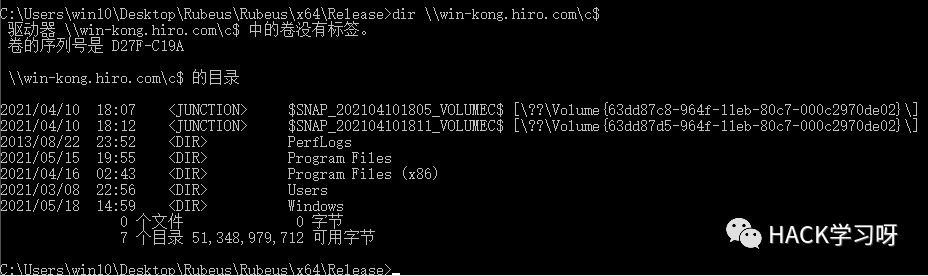 C:\Users\win10\Desktop\Rubeus\Rubeus\x64\Release>dir \\win-kong.hiro.com\c$
驱动器 \\win-kong.hiro.com\c$ 中的卷没有标签。
卷的序列号是 D27F-C19A
\\win-kong.hiro.com\c$ 的目录
2021/04/10  18:07    <JUNCTION>     $SNAP_202104101805_VOLUMEC$ [\??\Volume{63dd87c8-964f-11eb-80c7-000c2970de02}\]
2021/04/10  18:12    <JUNCTION>     $SNAP_202104101811_VOLUMEC$ [\??\Volume{63dd87d5-964f-11eb-80c7-000c2970de02}\]
2013/08/22  23:52    <DIR>          PerfLogs
2021/05/15  19:55    <DIR>          Program Files
2021/04/16  02:43    <DIR>          Program Files (x86)
2021/03/08  22:56    <DIR>          Users
2021/05/18  14:59    <DIR>          Windows
0 个文件              0 字节
7 个目录 51,348,979,712 可用字节
HACK学习呀
C:\Users\win10\Desktop\Rubeus\Rubeus\x64\Release>